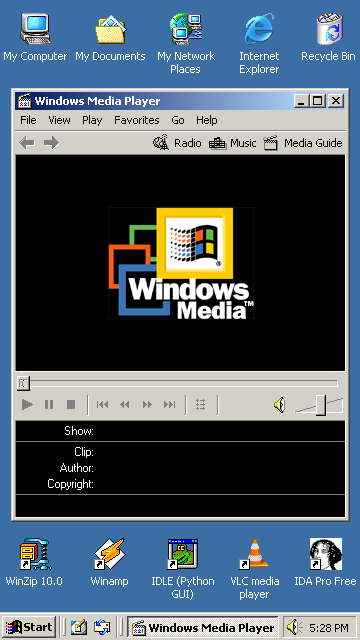 My Computer
My Documents
My Network
Places
Internet
Explorer
Recycle Bin
Windows Media Player
File View Play Favorites Go Help
Radio Music Media Guide
Windows
Media™
Show:
Clip:
Author:
Copyright:
WinZip 10.0
Winamp
IDLE (Python
GUI)
VLC media
player
IDA Pro Free
Start Windows Media Player 5:28 PM